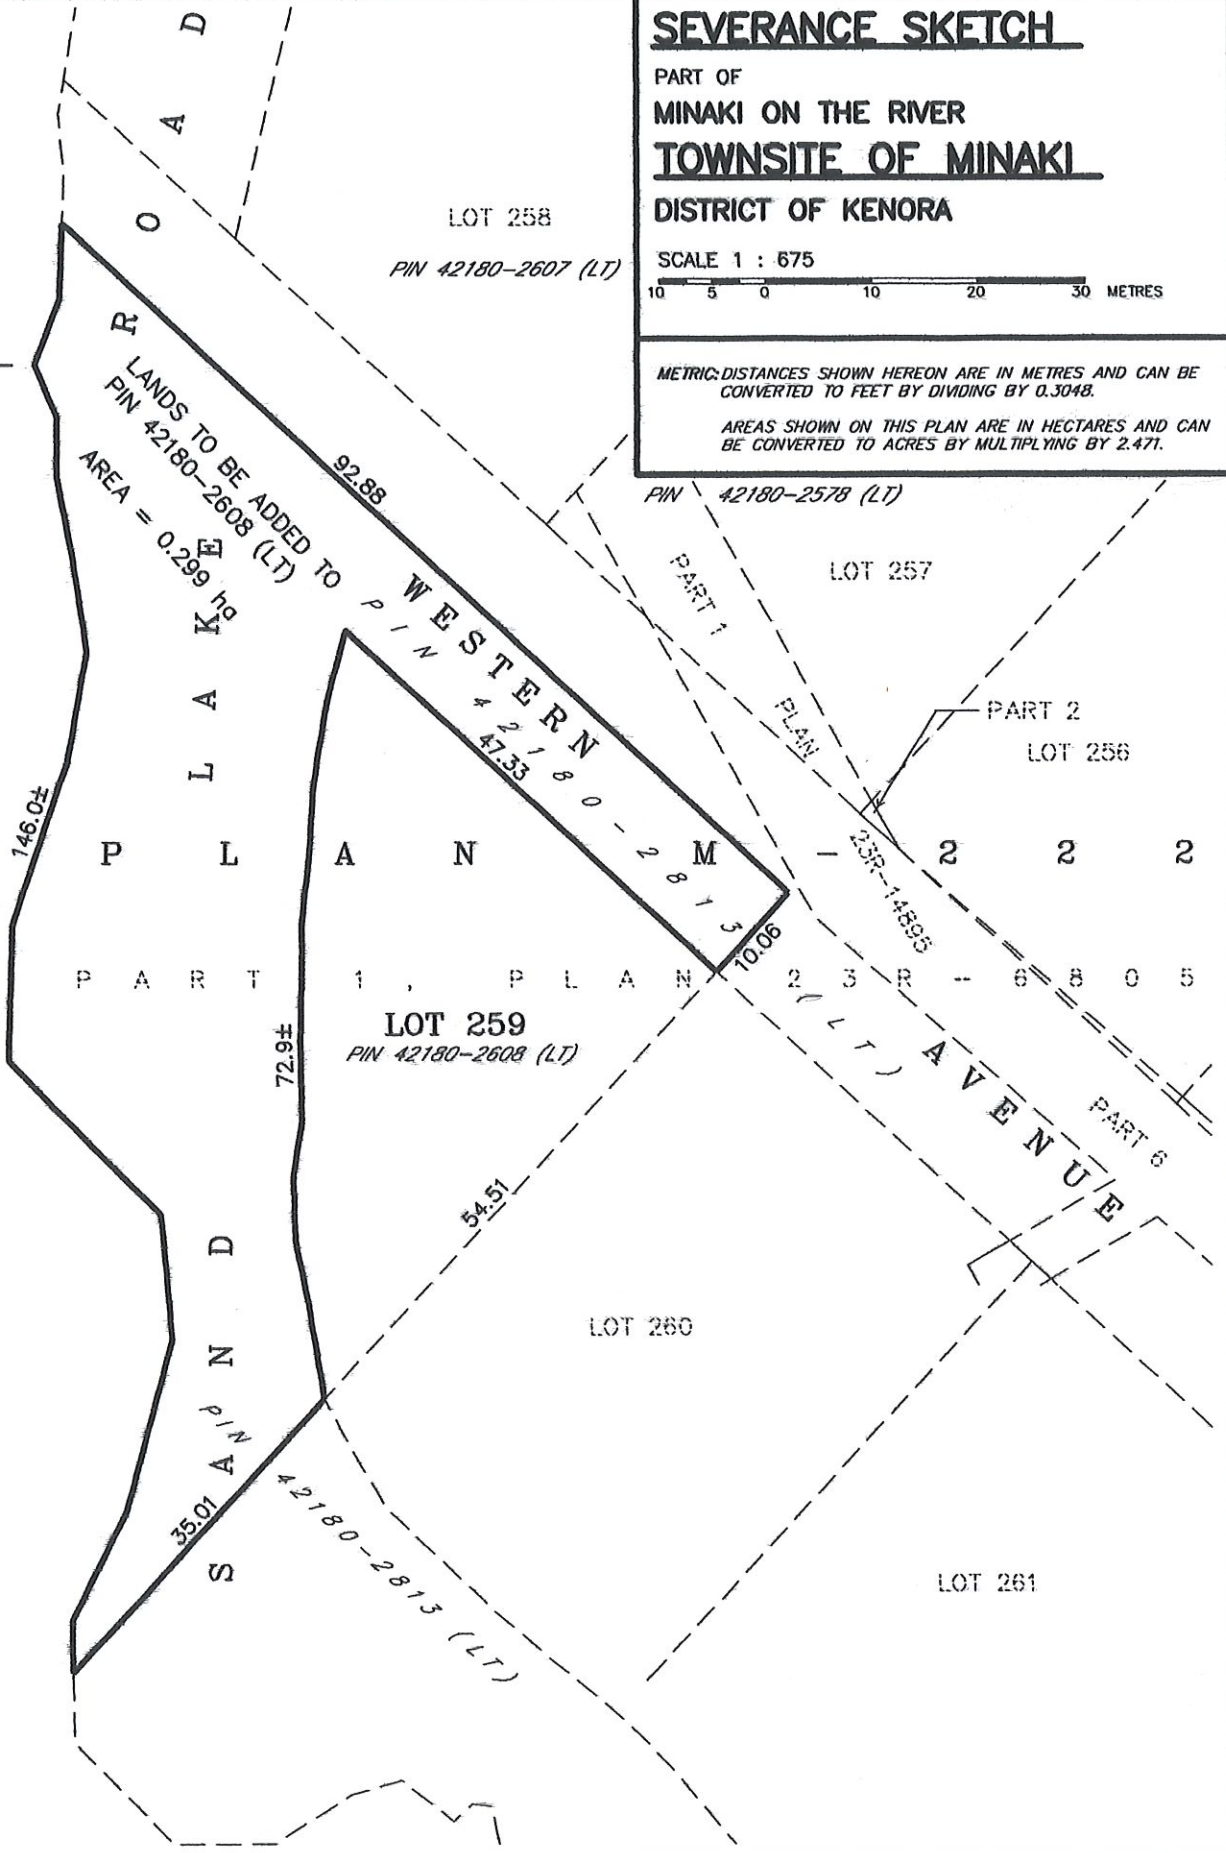 SEVERANCE SKETCH
PART OF
MINAKI ON THE RIVER
TOWNSITE OF MINAKI
DISTRICT OF KENORA
SCALE 1 : 675
10 5 0 10 20 30 METRES
METRIC: DISTANCES SHOWN HEREON ARE IN METRES AND CAN BE
CONVERTED TO FEET BY DIVIDING BY 0.3048.
AREAS SHOWN ON THIS PLAN ARE IN HECTARES AND CAN
BE CONVERTED TO ACRES BY MULTIPLYING BY 2.471.
LOT 258
PIN 42180-2607 (LT)
LANDS TO BE ADDED TO
PIN 42180-2608 (LT)
AREA = 0.299 ha
92.88
PIN 42180-2578 (LT)
LOT 257
PART 1
PLAN
23R-14895
PART 2
LOT 256
WESTERN AVENUE
PIN 42180-2813 (LT)
47.33
146.0±
PLAN M-222
10.06
PART 1, PLAN 23R-6805
LOT 259
PIN 42180-2608 (LT)
72.9±
PART 6
54.51
LOT 260
SAND LAKE ROAD
35.01
PIN 42180-2813 (LT)
LOT 261